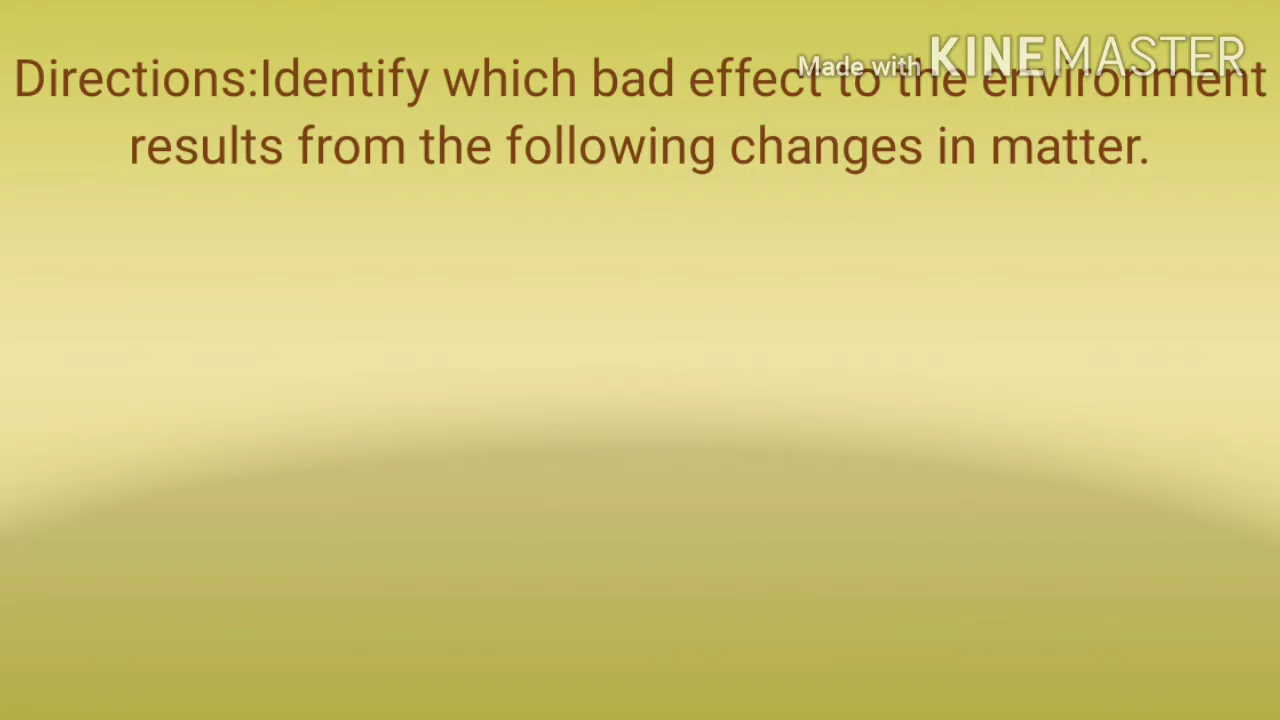 Made with KINEMASTER
Directions:Identify which bad effect to the environment
results from the following changes in matter.